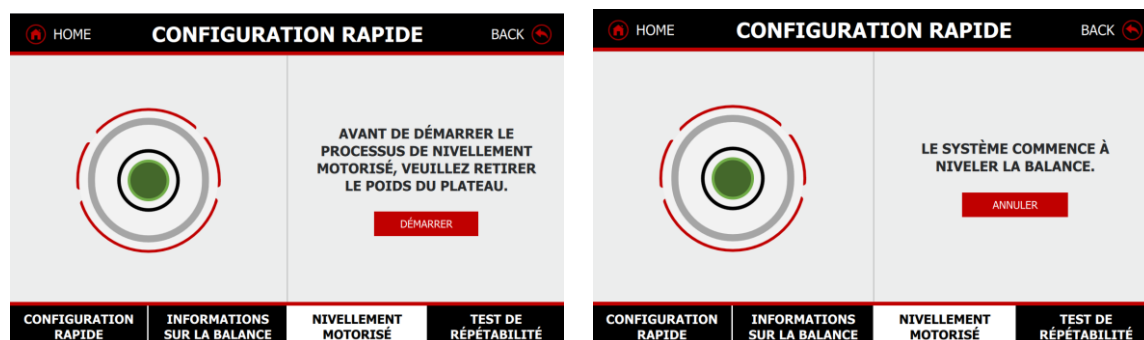 HOME CONFIGURATION RAPIDE BACK
AVANT DE DÉMARRER LE
PROCESSUS DE NIVELLEMENT
MOTORISÉ, VEUILLEZ RETIRER
LE POIDS DU PLATEAU.
DÉMARRER
CONFIGURATION
RAPIDE
INFORMATIONS
SUR LA BALANCE
NIVELLEMENT
MOTORISÉ
TEST DE
RÉPÉTABILITÉ
HOME CONFIGURATION RAPIDE BACK
LE SYSTÈME COMMENCE À
NIVELER LA BALANCE.
ANNULER
CONFIGURATION
RAPIDE
INFORMATIONS
SUR LA BALANCE
NIVELLEMENT
MOTORISÉ
TEST DE
RÉPÉTABILITÉ